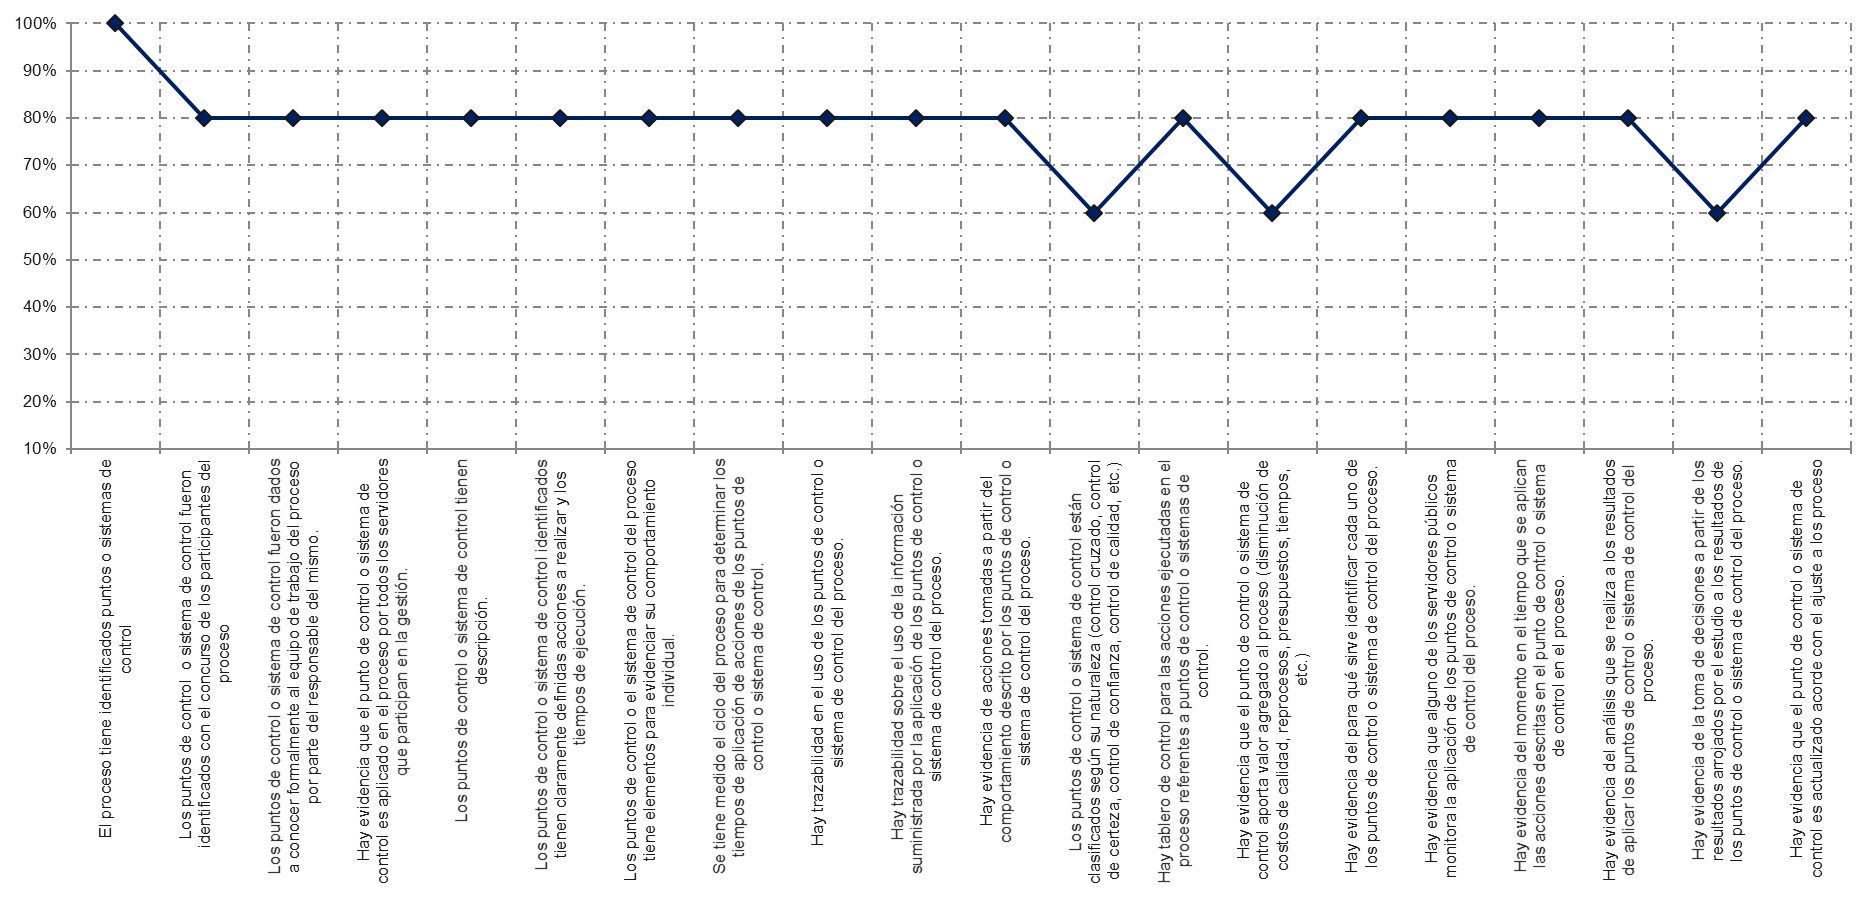 100%
90%
80%
70%
60%
50%
40%
30%
20%
10%
El proceso tiene identificados puntos o sistemas de
control
Los puntos de control o sistema de control fueron
identificados con el concurso de los participantes del
proceso
Los puntos de control o sistema de control fueron dados
a conocer formalmente al equipo de trabajo del proceso
por parte del responsable del mismo.
Hay evidencia que el punto de control o sistema de
control es aplicado en el proceso por todos los servidores
que participan en la gestión.
Los puntos de control o sistema de control tienen
descripción.
Los puntos de control o sistema de control identificados
tienen claramente definidas acciones a realizar y los
tiempos de ejecución.
Los puntos de control o el sistema de control del proceso
tiene elementos para evidenciar su comportamiento
individual.
Se tiene medido el ciclo del proceso para determinar los
tiempos de aplicación de acciones de los puntos de
control o sistema de control.
Hay trazabilidad en el uso de los puntos de control o
sistema de control del proceso.
Hay trazabilidad sobre el uso de la información
suministrada por la aplicación de los puntos de control o
sistema de control del proceso.
Hay evidencia de acciones tomadas a partir del
comportamiento descrito por los puntos de control o
sistema de control del proceso.
Los puntos de control o sistema de control están
clasificados según su naturaleza (control cruzado, control
de certeza, control de confianza, control de calidad, etc.)
Hay tablero de control para las acciones ejecutadas en el
proceso referentes a puntos de control o sistemas de
control.
Hay evidencia que el punto de control o sistema de
control aporta valor agregado al proceso (disminución de
costos de calidad, reprocesos, presupuestos, tiempos,
etc.)
Hay evidencia del para qué sirve identificar cada uno de
los puntos de control o sistema de control del proceso.
Hay evidencia que alguno de los servidores públicos
monitora la aplicación de los puntos de control o sistema
de control del proceso.
Hay evidencia del momento en el tiempo que se aplican
las acciones descritas en el punto de control o sistema
de control en el proceso.
Hay evidencia del análisis que se realiza a los resultados
de aplicar los puntos de control o sistema de control del
proceso.
Hay evidencia de la toma de decisiones a partir de los
resultados arrojados por el estudio a los resultados de
los puntos de control o sistema de control del proceso.
Hay evidencia que el punto de control o sistema de
control es actualizado acorde con el ajuste a los proceso